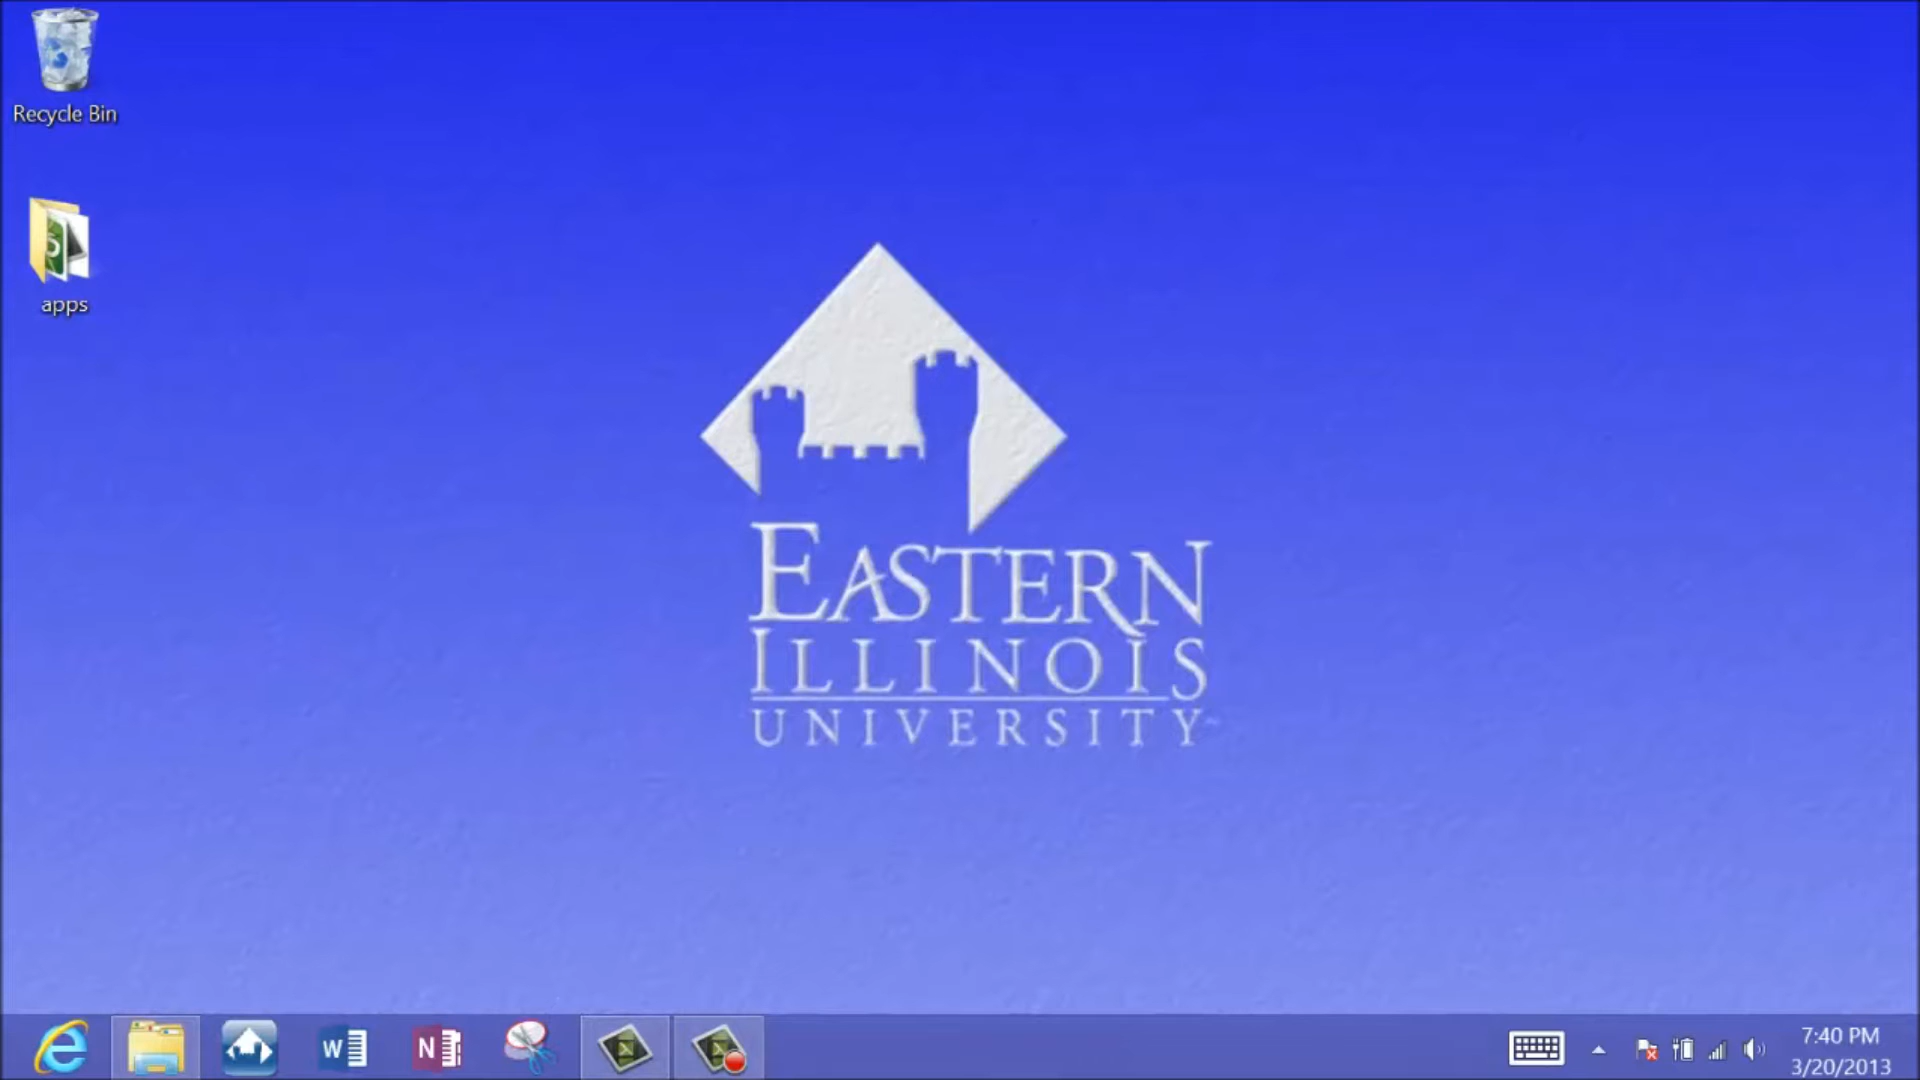 Recycle Bin
apps
EASTERN
ILLINOIS
UNIVERSITY
W
N
7:40 PM
3/20/2013